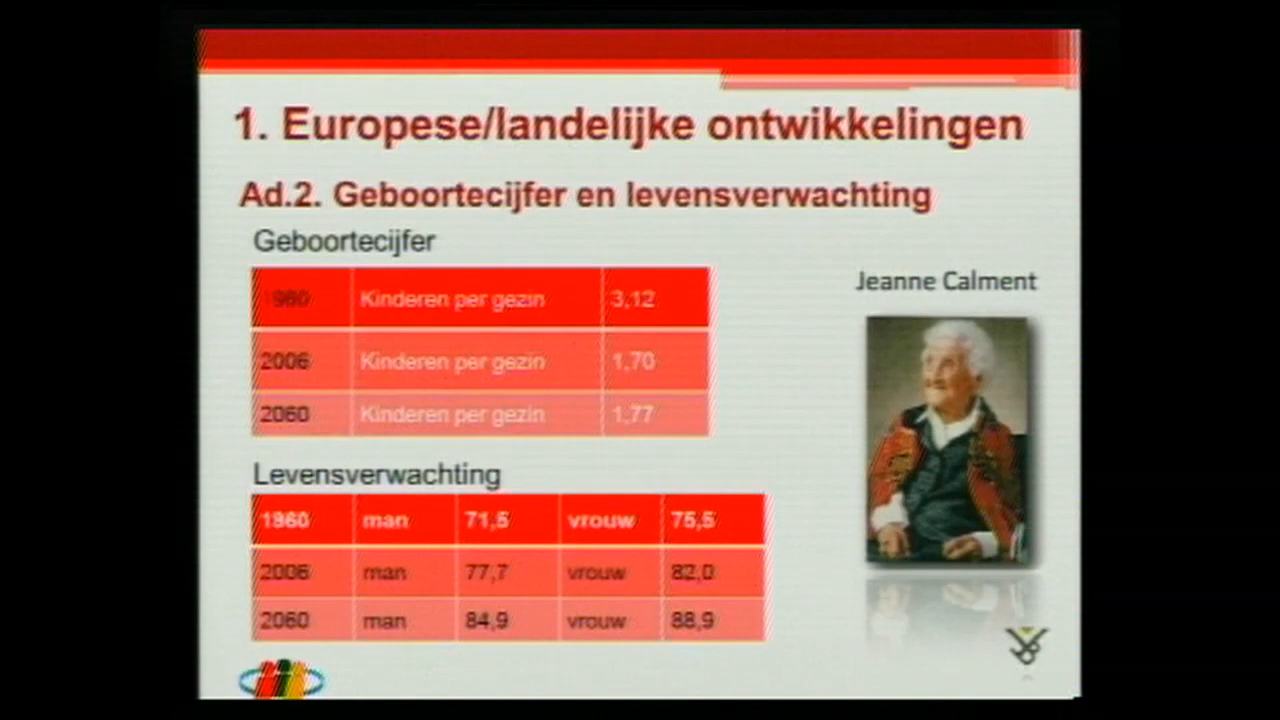 1. Europese/landelijke ontwikkelingen
Ad.2. Geboortecijfer en levensverwachting
Geboortecijfer
1960 Kinderen per gezin 3,12
2006 Kinderen per gezin 1,70
2060 Kinderen per gezin 1,77
Jeanne Calment
Levensverwachting
1960 man 71,5 vrouw 75,5
2006 man 77,7 vrouw 82,0
2060 man 84,9 vrouw 88,9